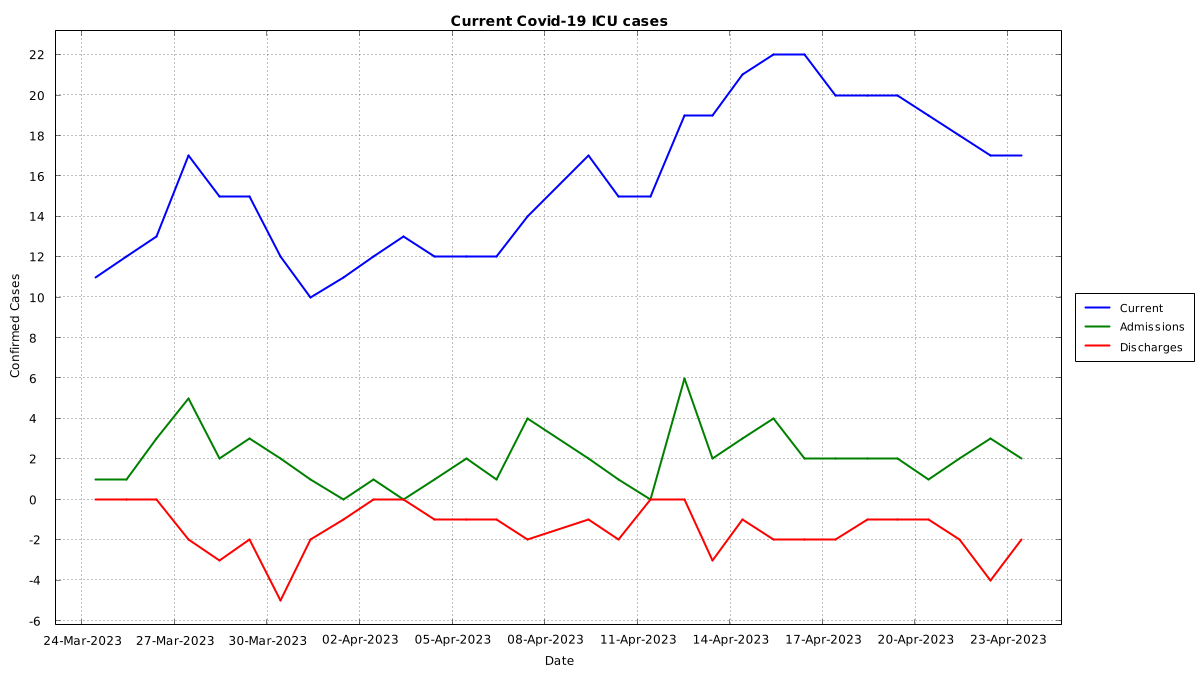 Current Covid-19 ICU cases
Confirmed Cases
22
20
18
16
14
12
10
8
6
4
2
0
-2
-4
-6
24-Mar-2023 27-Mar-2023 30-Mar-2023 02-Apr-2023 05-Apr-2023 08-Apr-2023 11-Apr-2023 14-Apr-2023 17-Apr-2023 20-Apr-2023 23-Apr-2023
Date
Current
Admissions
Discharges